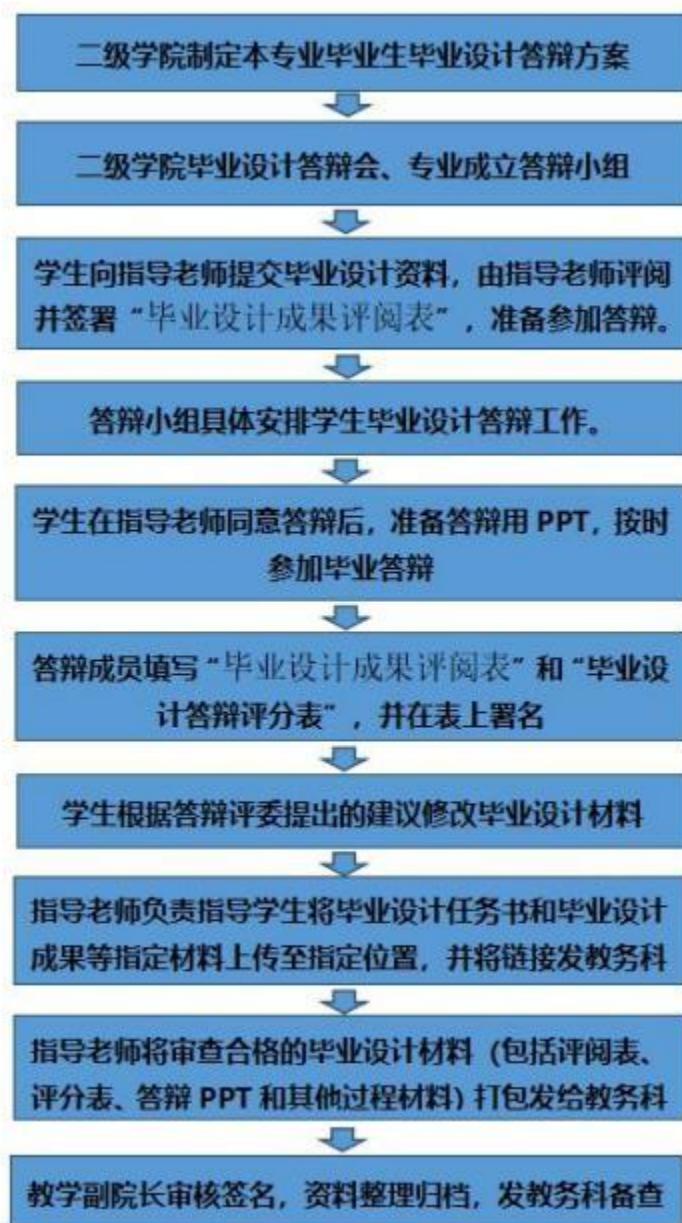 二级学院制定本专业毕业生毕业设计答辩方案
二级学院毕业设计答辩会、专业成立答辩小组
学生向指导老师提交毕业设计资料，由指导老师评阅
并签署“毕业设计成果评阅表”，准备参加答辩。
答辩小组具体安排学生毕业设计答辩工作。
学生在指导老师同意答辩后，准备答辩用 PPT，按时
参加毕业答辩
答辩成员填写“毕业设计成果评阅表”和“毕业设
计答辩评分表”，并在表上署名
学生根据答辩评委提出的建议修改毕业设计材料
指导老师负责指导学生将毕业设计任务书和毕业设计
成果等指定材料上传至指定位置，并将链接发教务科
指导老师将审查合格的毕业设计材料（包括评阅表、
评分表、答辩 PPT 和其他过程材料）打包发给教务科
教学副院长审核签名，资料整理归档，发教务科备查